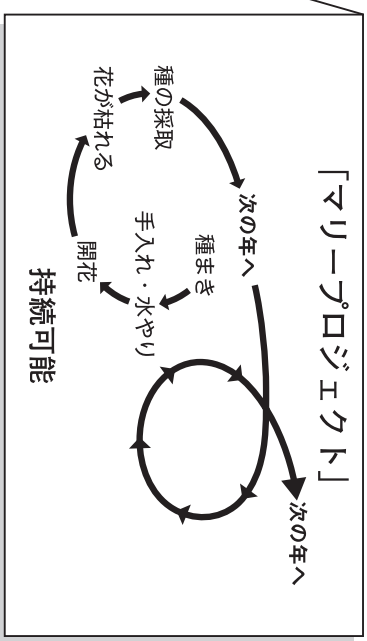 「マリープロジェクト」
次の年へ
種の採取
花が枯れる
種まき
手入れ・水やり
開花
次の年へ
持続可能